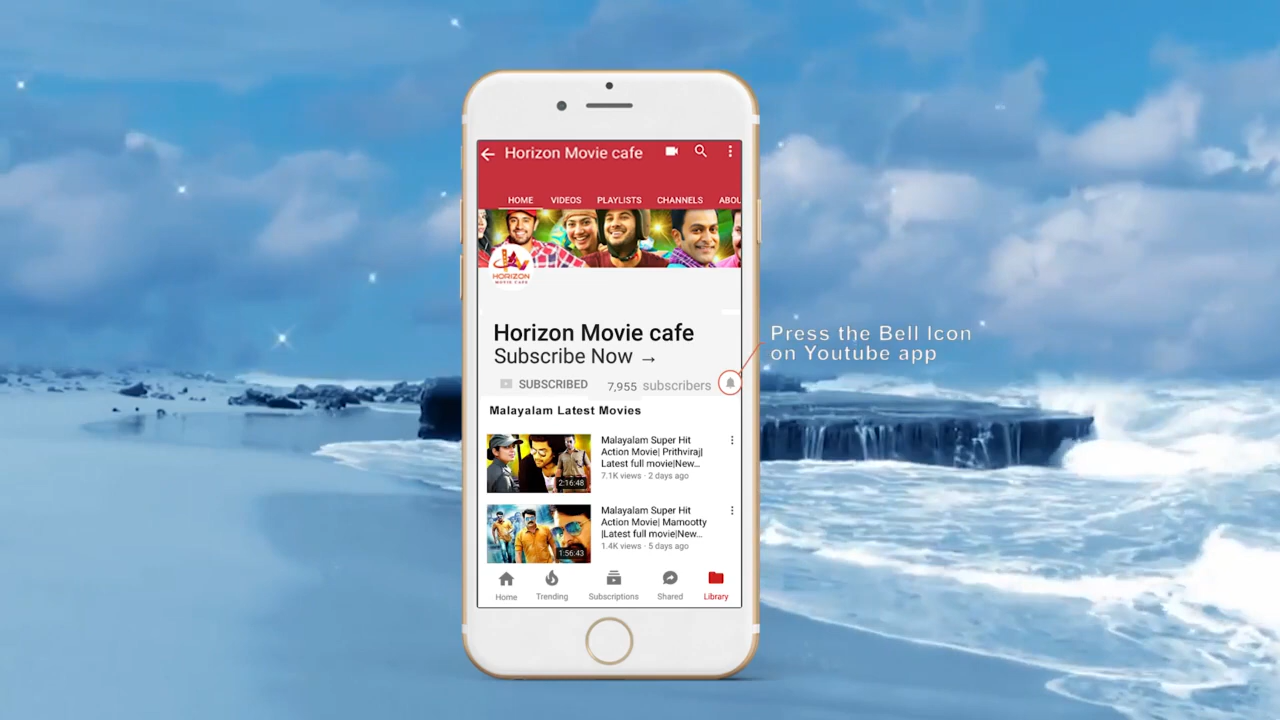 Horizon Movie cafe
HOME VIDEOS PLAYLISTS CHANNELS ABOU
HORIZON
MOVIE CAFE
Horizon Movie cafe
Subscribe Now →
SUBSCRIBED 7,955 subscribers
Press the Bell Icon
on Youtube app
Malayalam Latest Movies
Malayalam Super Hit
Action Movie| Prithviraj|
Latest full movie|New...
7.1K views · 2 days ago
2:16:48
Malayalam Super Hit
Action Movie| Mamootty
|Latest full movie|New...
1.4K views · 5 days ago
1:56:43
Home Trending Subscriptions Shared Library